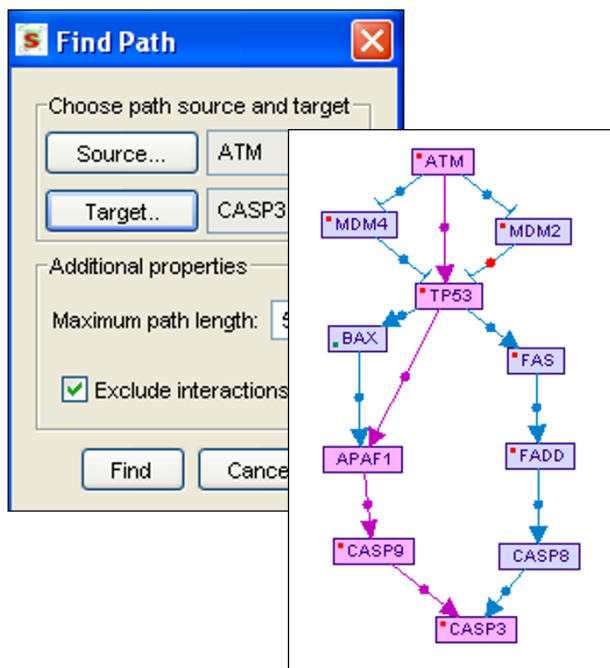 Find Path
Choose path source and target
Source... ATM
Target.. CASP3
Additional properties
Maximum path length:
Exclude interactions
Find Cance
ATM
MDM4 MDM2
TP53
BAX
FAS
APAF1 FADD
CASP9 CASP8
CASP3